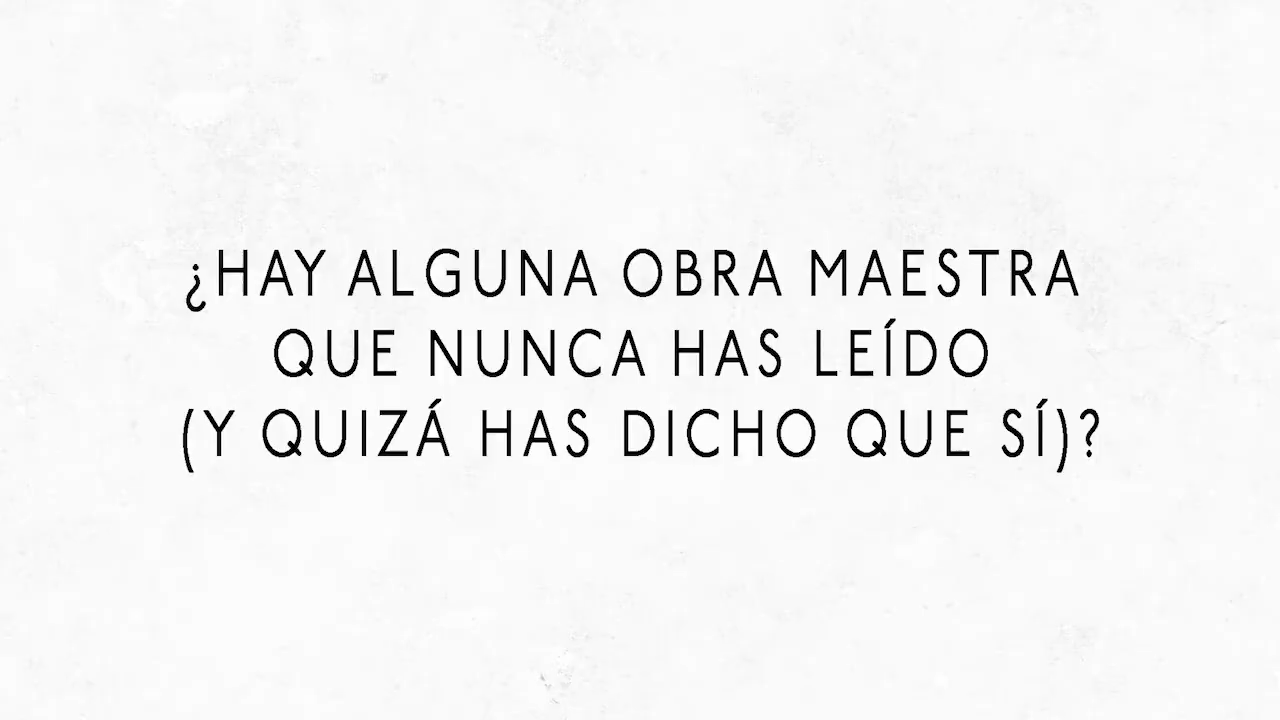 ¿HAY ALGUNA OBRA MAESTRA
QUE NUNCA HAS LEÍDO
(Y QUIZÁ HAS DICHO QUE SÍ)?